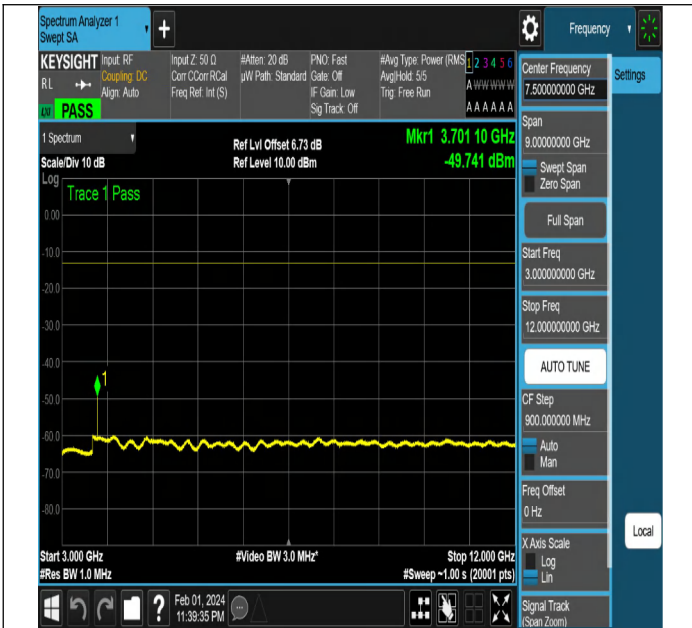 Spectrum Analyzer 1
Swept SA
+
Frequency
KEYSIGHT
RL
Input: RF
Coupling: DC
Align: Auto
Input Z: 50 Ω
Corr CCorr RCal
Freq Ref: Int (S)
#Atten: 20 dB
µW Path: Standard
PNO: Fast
Gate: Off
IF Gain: Low
Sig Track: Off
#Avg Type: Power (RMS
Avg|Hold: 5/5
Trig: Free Run
1 2 3 4 5 6
A W W W W W
A A A A A A
LXI PASS
1 Spectrum
Scale/Div 10 dB
Ref Lvl Offset 6.73 dB
Ref Level 10.00 dBm
Mkr1 3.701 10 GHz
-49.741 dBm
Log
Trace 1 Pass
0.00
-10.0
-20.0
-30.0
-40.0
-50.0
-60.0
-70.0
-80.0
1
Start 3.000 GHz
#Res BW 1.0 MHz
#Video BW 3.0 MHz*
Stop 12.000 GHz
#Sweep ~1.00 s (20001 pts)
Feb 01, 2024
11:39:35 PM
?
Center Frequency
7.500000000 GHz
Settings
Span
9.00000000 GHz
Swept Span
Zero Span
Full Span
Start Freq
3.000000000 GHz
Stop Freq
12.000000000 GHz
AUTO TUNE
CF Step
900.000000 MHz
Auto
Man
Freq Offset
0 Hz
X Axis Scale
Log
Lin
Local
Signal Track
(Span Zoom)